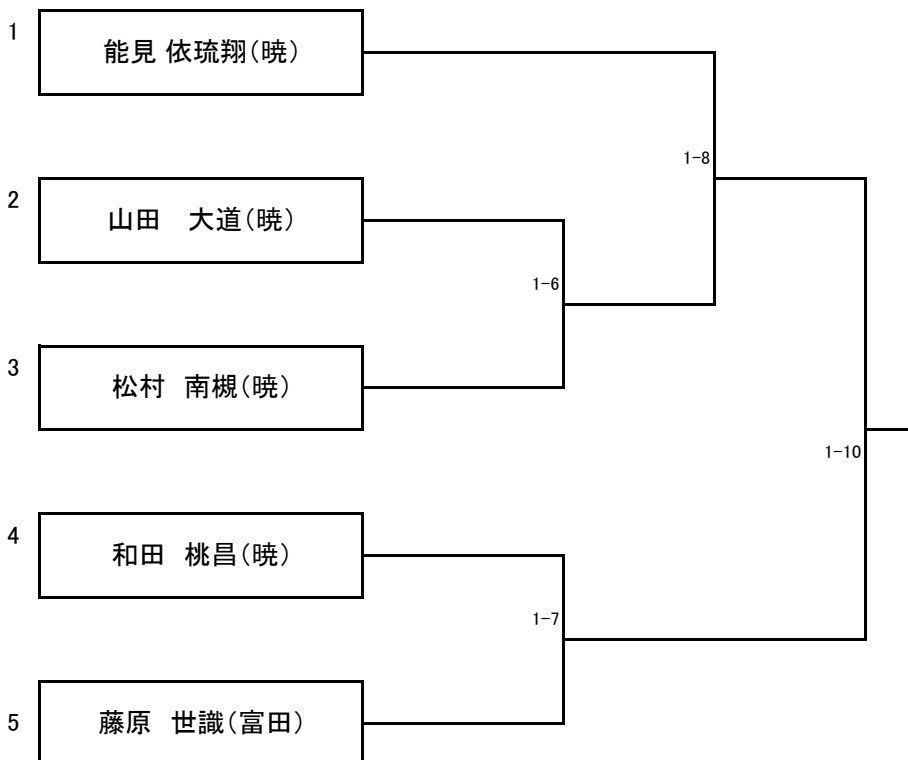 1
能見 依琉翔(暁)
1-8
2
山田　大道(暁)
1-6
3
松村　南槻(暁)
1-10
4
和田　桃昌(暁)
1-7
5
藤原　世識(富田)